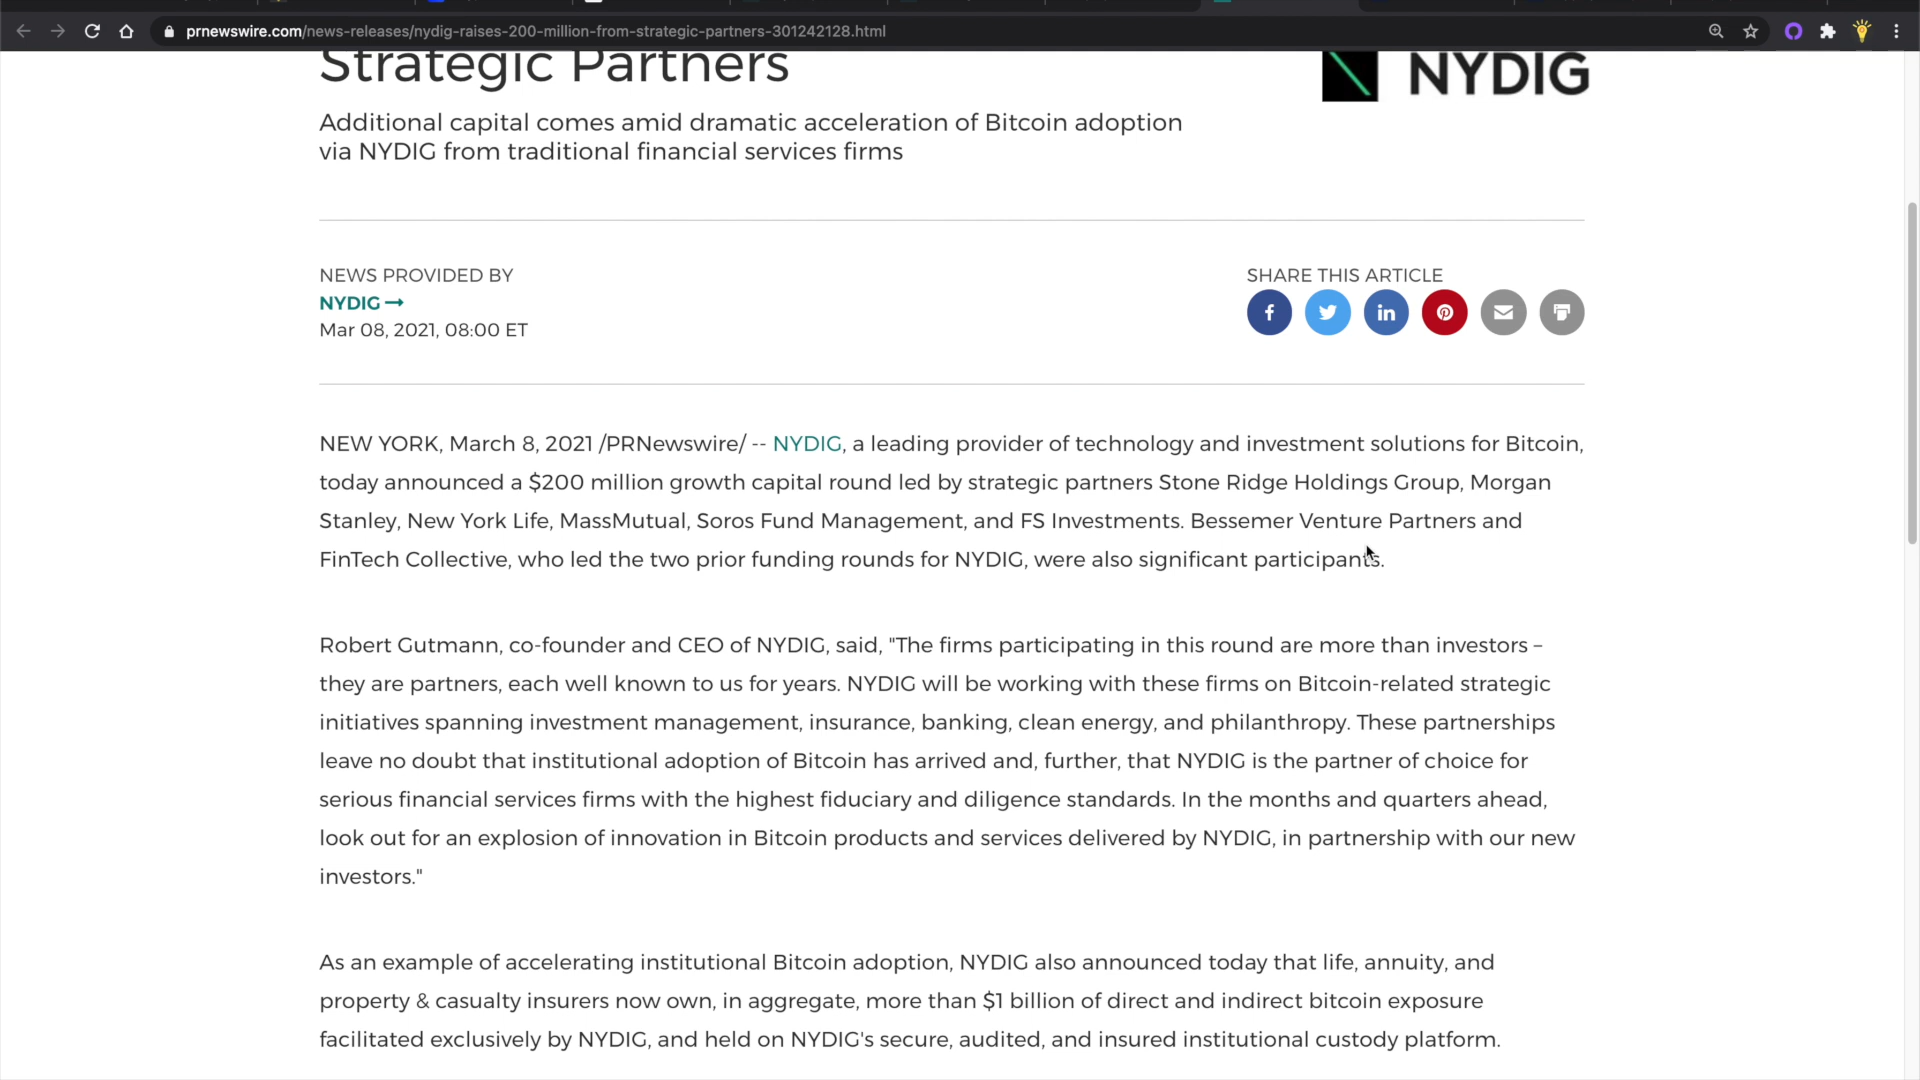 prnewswire.com/news-releases/nydig-raises-200-million-from-strategic-partners-301242128.html
Strategic Partners
NYDIG
Additional capital comes amid dramatic acceleration of Bitcoin adoption
via NYDIG from traditional financial services firms
NEWS PROVIDED BY
NYDIG
Mar 08, 2021, 08:00 ET
SHARE THIS ARTICLE
NEW YORK, March 8, 2021 /PRNewswire/ -- NYDIG, a leading provider of technology and investment solutions for Bitcoin,
today announced a $200 million growth capital round led by strategic partners Stone Ridge Holdings Group, Morgan
Stanley, New York Life, MassMutual, Soros Fund Management, and FS Investments. Bessemer Venture Partners and
FinTech Collective, who led the two prior funding rounds for NYDIG, were also significant participants.
Robert Gutmann, co-founder and CEO of NYDIG, said, "The firms participating in this round are more than investors –
they are partners, each well known to us for years. NYDIG will be working with these firms on Bitcoin-related strategic
initiatives spanning investment management, insurance, banking, clean energy, and philanthropy. These partnerships
leave no doubt that institutional adoption of Bitcoin has arrived and, further, that NYDIG is the partner of choice for
serious financial services firms with the highest fiduciary and diligence standards. In the months and quarters ahead,
look out for an explosion of innovation in Bitcoin products and services delivered by NYDIG, in partnership with our new
investors."
As an example of accelerating institutional Bitcoin adoption, NYDIG also announced today that life, annuity, and
property & casualty insurers now own, in aggregate, more than $1 billion of direct and indirect bitcoin exposure
facilitated exclusively by NYDIG, and held on NYDIG's secure, audited, and insured institutional custody platform.